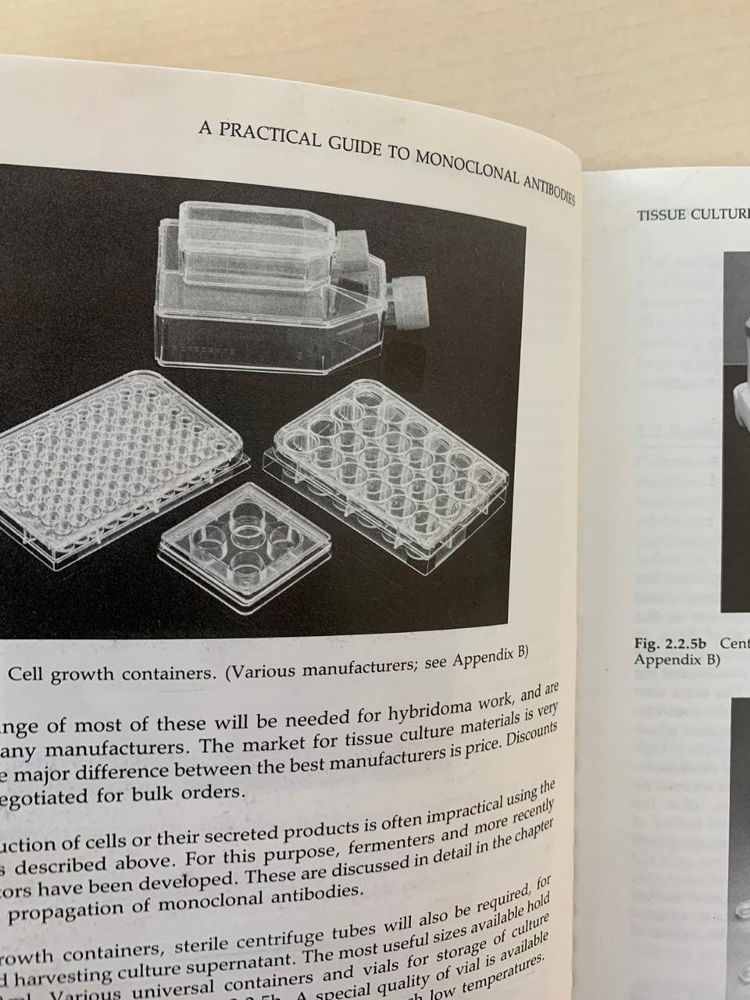 A PRACTICAL GUIDE TO MONOCLONAL ANTIBODIES
Cell growth containers. (Various manufacturers; see Appendix B)
nge of most of these will be needed for hybridoma work, and are
any manufacturers. The market for tissue culture materials is very
e major difference between the best manufacturers is price. Discounts
egotiated for bulk orders.
uction of cells or their secreted products is often impractical using the
s described above. For this purpose, fermenters and more recently
tors have been developed. These are discussed in detail in the chapter
propagation of monoclonal antibodies.
rowth containers, sterile centrifuge tubes will also be required, for
d harvesting culture supernatant. The most useful sizes available hold
ml. Various universal containers and vials for storage of culture
2.5b. A special quality of vial is available
h low temperatures.
TISSUE CULTURE
Fig. 2.2.5b Cent
Appendix B)